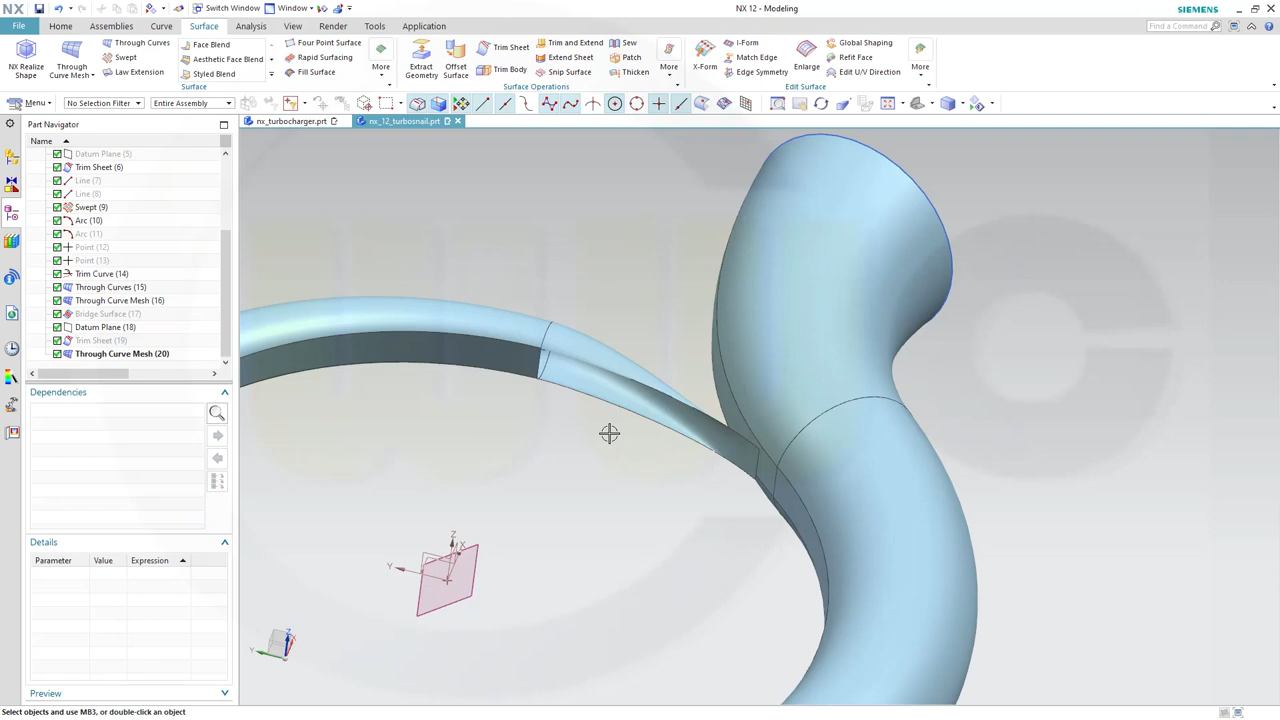 NX
Switch Window
Window
NX 12 - Modeling
SIEMENS
File
Home
Assemblies
Curve
Surface
Analysis
View
Render
Tools
Application
Find a Command
NX Realize Shape
Through Curve Mesh
Through Curves
Swept
Law Extension
Face Blend
Aesthetic Face Blend
Styled Blend
Four Point Surface
Rapid Surfacing
Fill Surface
More
Surface
Extract Geometry
Offset Surface
Trim Sheet
Trim Body
Trim and Extend
Extend Sheet
Snip Surface
Sew
Patch
Thicken
More
Surface Operations
X-Form
I-Form
Match Edge
Edge Symmetry
Enlarge
Global Shaping
Refit Face
Edit U/V Direction
More
Edit Surface
Menu
No Selection Filter
Entire Assembly
Part Navigator
nx_turbocharger.prt
nx_12_turbosnail.prt
Name
Datum Plane (5)
Trim Sheet (6)
Line (7)
Line (8)
Swept (9)
Arc (10)
Arc (11)
Point (12)
Point (13)
Trim Curve (14)
Through Curves (15)
Through Curve Mesh (16)
Bridge Surface (17)
Datum Plane (18)
Trim Sheet (19)
Through Curve Mesh (20)
Dependencies
Details
Parameter
Value
Expression
Preview
Z
X
Y
Z
X
Y
Select objects and use MB3, or double-click an object